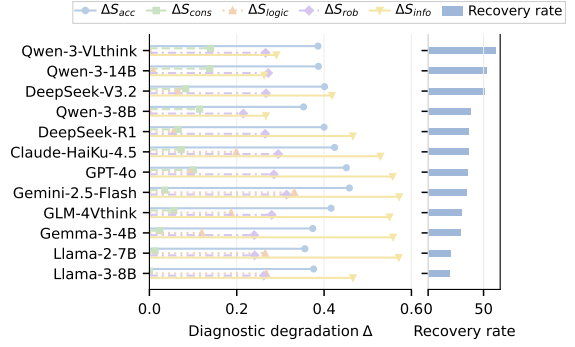 ΔS_acc ΔS_cons ΔS_logic ΔS_rob ΔS_info Recovery rate
Qwen-3-VLthink
Qwen-3-14B
DeepSeek-V3.2
Qwen-3-8B
DeepSeek-R1
Claude-HaiKu-4.5
GPT-4o
Gemini-2.5-Flash
GLM-4Vthink
Gemma-3-4B
Llama-2-7B
Llama-3-8B
0.0 0.2 0.4 0.6 0 50
Diagnostic degradation Δ Recovery rate